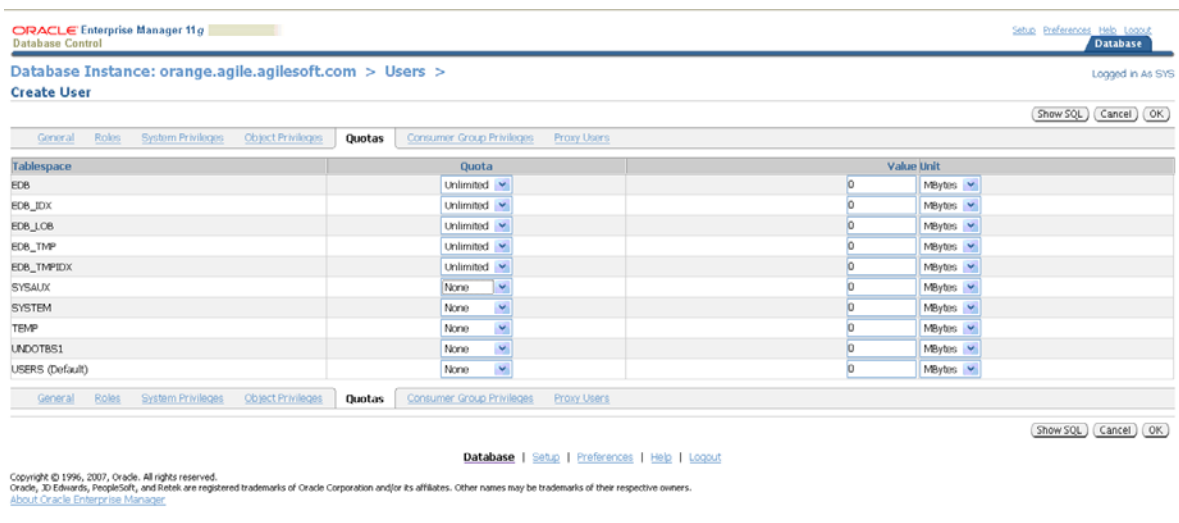 ORACLE Enterprise Manager 11g
Database Control
Setup Preferences Help Logout
Database
Database Instance: orange.agile.agilesoft.com > Users >
Logged in As SYS
Create User
Show SQL Cancel OK
General Roles System Privileges Object Privileges Quotas Consumer Group Privileges Proxy Users
Tablespace Quota Value Unit
EDB Unlimited 0 MBytes
EDB_IDX Unlimited 0 MBytes
EDB_LOB Unlimited 0 MBytes
EDB_TMP Unlimited 0 MBytes
EDB_TMPIDX Unlimited 0 MBytes
SYSAUX None 0 MBytes
SYSTEM None 0 MBytes
TEMP None 0 MBytes
UNDOTBS1 None 0 MBytes
USERS (Default) None 0 MBytes
General Roles System Privileges Object Privileges Quotas Consumer Group Privileges Proxy Users
Show SQL Cancel OK
Database | Setup | Preferences | Help | Logout
Copyright © 1996, 2007, Oracle. All rights reserved.
Oracle, JD Edwards, PeopleSoft, and Retek are registered trademarks of Oracle Corporation and/or its affiliates. Other names may be trademarks of their respective owners.
About Oracle Enterprise Manager